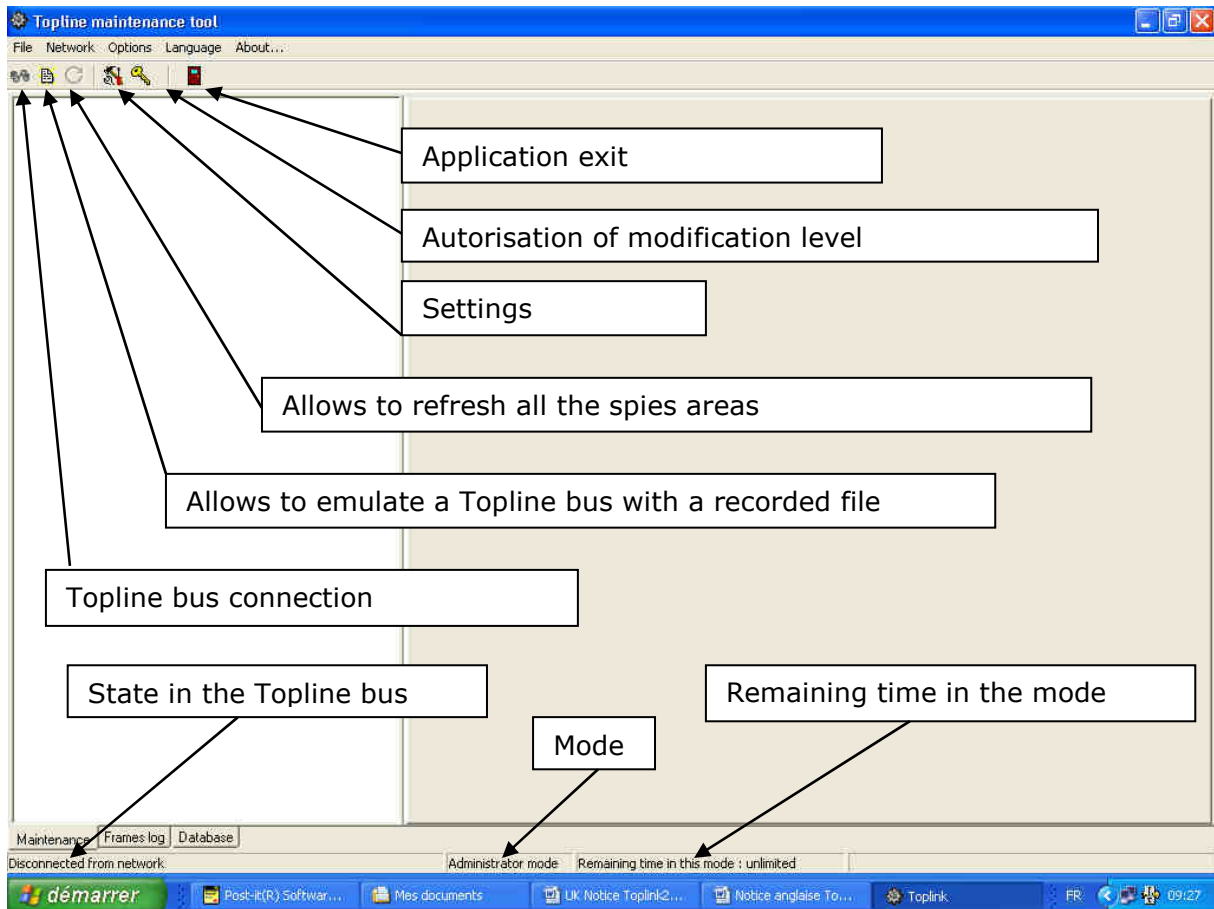 Topline maintenance tool
File Network Options Language About...
Application exit
Autorisation of modification level
Settings
Allows to refresh all the spies areas
Allows to emulate a Topline bus with a recorded file
Topline bus connection
State in the Topline bus
Remaining time in the mode
Mode
Maintenance Frames log Database
Disconnected from network Administrator mode Remaining time in this mode : unlimited
démarrer Post-it(R) Softwar... Mes documents UK Notice Toplink2... Notice anglaise To... Toplink FR 09:27